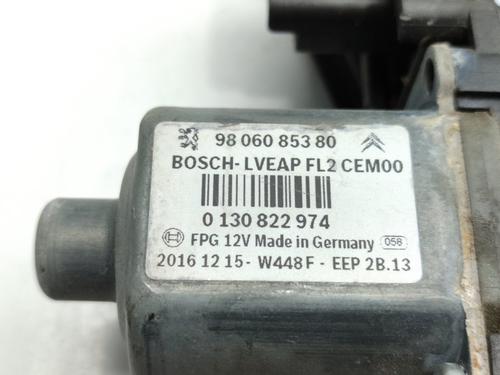 98 060 853 80
BOSCH-LVEAP FL2 CEM00
0 130 822 974
FPG 12V Made in Germany 056
2016 12 15- W448F - EEP 2B.13